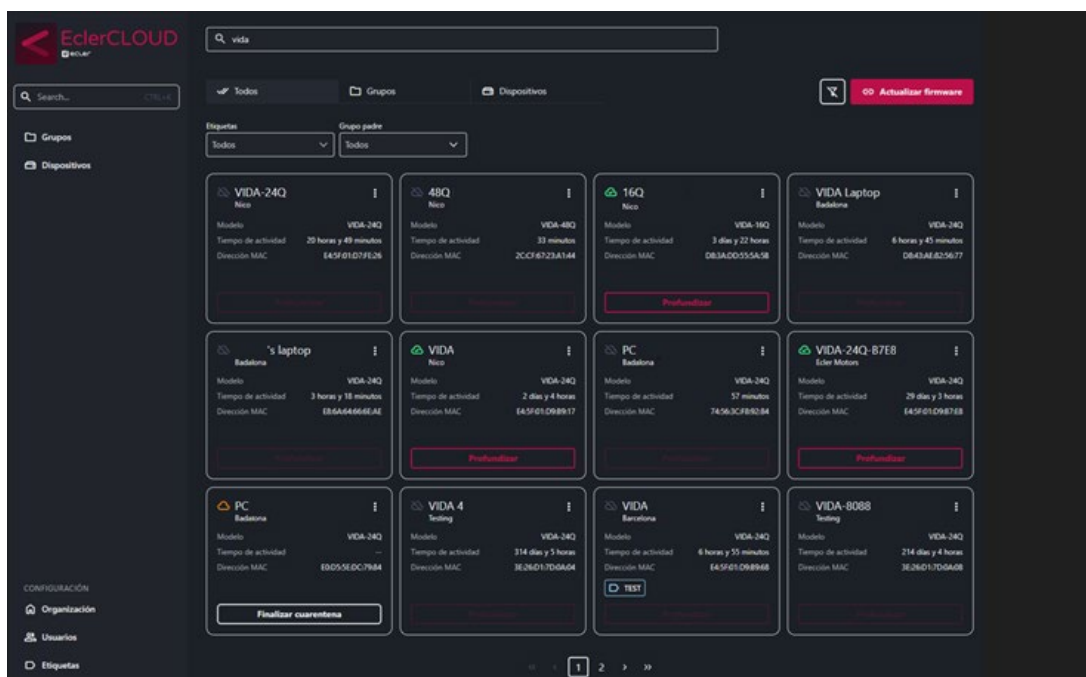 EclerCLOUD
ecler
vida
Search...
CTRL+K
Todos
Grupos
Dispositivos
Actualizar firmware
Grupos
Dispositivos
Etiquetas
Grupo padre
Todos
Todos
VIDA-24Q
Nico
Modelo VIDA-24Q
Tiempo de actividad 20 horas y 49 minutos
Dirección MAC E4:5F:01:D7:FE:26
48Q
Nico
Modelo VIDA-48Q
Tiempo de actividad 33 minutos
Dirección MAC 2C:CF:67:23:A1:44
16Q
Nico
Modelo VIDA-16Q
Tiempo de actividad 3 días y 22 horas
Dirección MAC DB:3A:DD:55:5A:58
Profundizar
VIDA Laptop
Badalona
Modelo VIDA-24Q
Tiempo de actividad 6 horas y 45 minutos
Dirección MAC D8:43:AE:82:56:77
's laptop
Badalona
Modelo VIDA-24Q
Tiempo de actividad 3 horas y 18 minutos
Dirección MAC E8:6A:64:66:6E:AE
VIDA
Nico
Modelo VIDA-24Q
Tiempo de actividad 2 días y 4 horas
Dirección MAC E4:5F:01:D9:89:17
Profundizar
PC
Badalona
Modelo VIDA-24Q
Tiempo de actividad 57 minutos
Dirección MAC 74:56:3C:FB:92:84
VIDA-24Q-B7E8
Ecler Motors
Modelo VIDA-24Q
Tiempo de actividad 29 días y 3 horas
Dirección MAC E4:5F:01:D9:B7:E8
Profundizar
PC
Badalona
Modelo VIDA-24Q
Tiempo de actividad --
Dirección MAC E0:D5:5E:DC:79:84
Finalizar cuarentena
VIDA 4
Testing
Modelo VIDA-24Q
Tiempo de actividad 314 días y 5 horas
Dirección MAC 3E:26:D1:7D:0A:04
VIDA
Barcelona
Modelo VIDA-24Q
Tiempo de actividad 6 horas y 55 minutos
Dirección MAC E4:5F:01:D9:89:68
TEST
VIDA-8088
Testing
Modelo VIDA-24Q
Tiempo de actividad 214 días y 4 horas
Dirección MAC 3E:26:D1:7D:0A:08
CONFIGURACIÓN
Organización
Usuarios
Etiquetas
« ‹ 1 2 › »